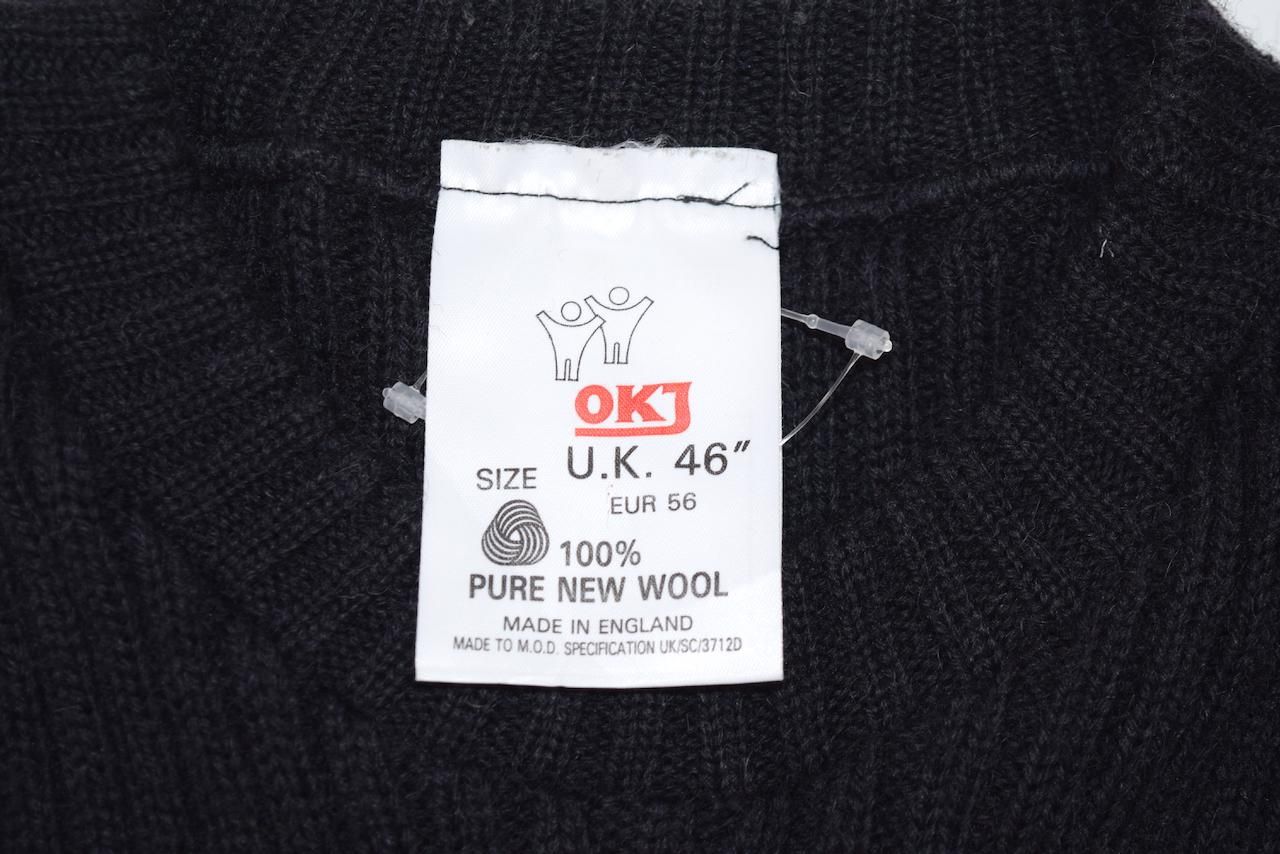 OKJ
U.K. 46"
SIZE
EUR 56
100%
PURE NEW WOOL
MADE IN ENGLAND
MADE TO M.O.D. SPECIFICATION UK/SC/3712D